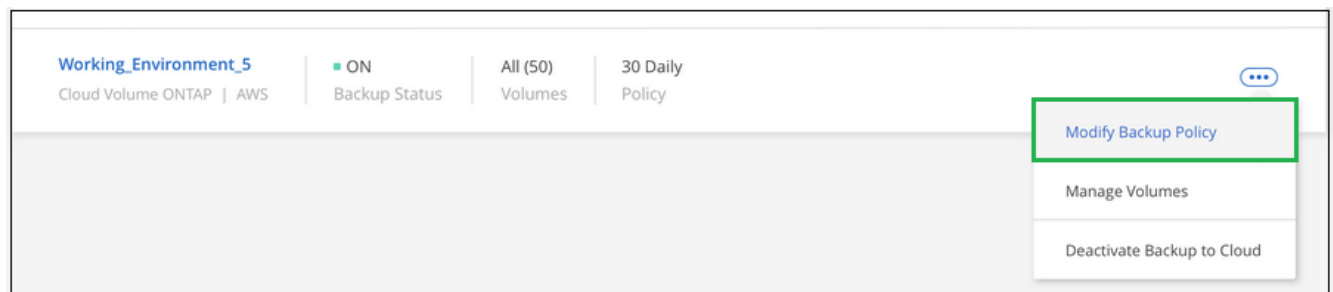 Working_Environment_5
ON
All (50)
30 Daily
Cloud Volume ONTAP | AWS
Backup Status
Volumes
Policy
Modify Backup Policy
Manage Volumes
Deactivate Backup to Cloud